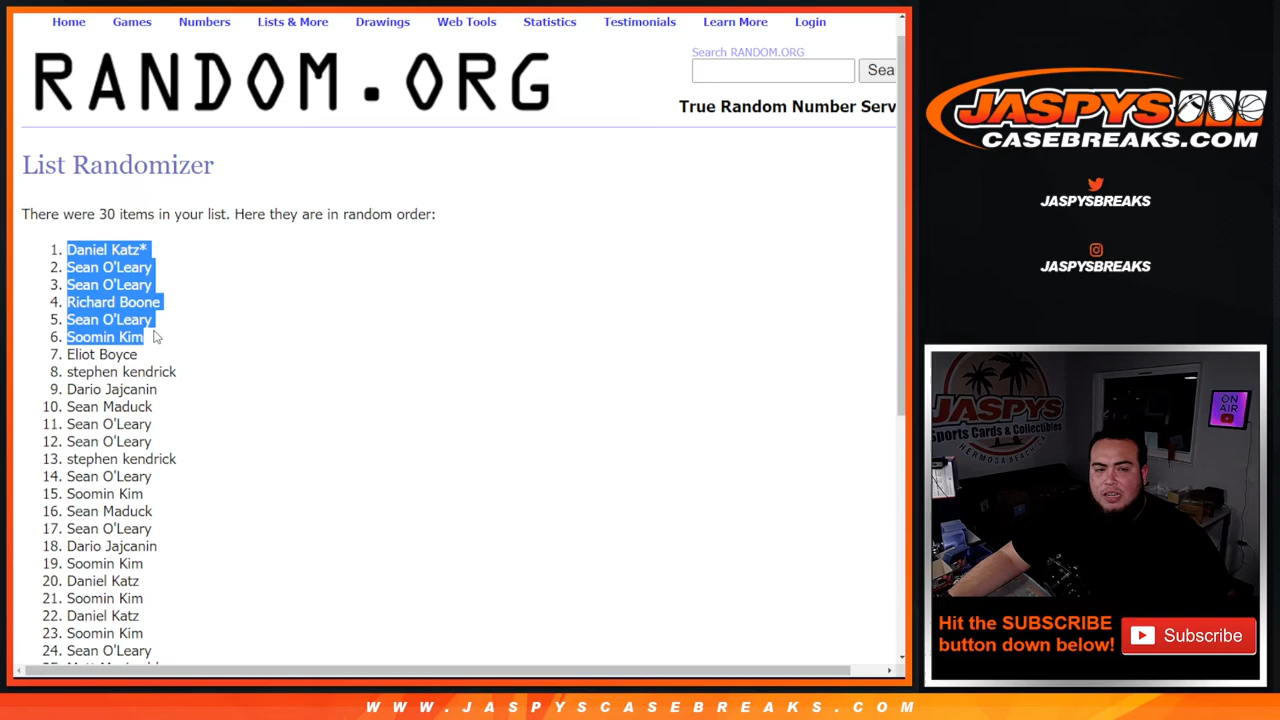 Home Games Numbers Lists & More Drawings Web Tools Statistics Testimonials Learn More Login
RANDOM.ORG
Search RANDOM.ORG
Sea
True Random Number Serv
List Randomizer
There were 30 items in your list. Here they are in random order:
1. Daniel Katz*
2. Sean O'Leary
3. Sean O'Leary
4. Richard Boone
5. Sean O'Leary
6. Soomin Kim
7. Eliot Boyce
8. stephen kendrick
9. Dario Jajcanin
10. Sean Maduck
11. Sean O'Leary
12. Sean O'Leary
13. stephen kendrick
14. Sean O'Leary
15. Soomin Kim
16. Sean Maduck
17. Sean O'Leary
18. Dario Jajcanin
19. Soomin Kim
20. Daniel Katz
21. Soomin Kim
22. Daniel Katz
23. Soomin Kim
24. Sean O'Leary
JASPYS
CASEBREAKS.COM
JASPYSBREAKS
JASPYSBREAKS
JASPYS
Sports Cards & Collectibles
HERMOSA BEACH, CA
ON
AIR
Hit the SUBSCRIBE
button down below!
Subscribe
WWW.JASPYSCASEBREAKS.COM